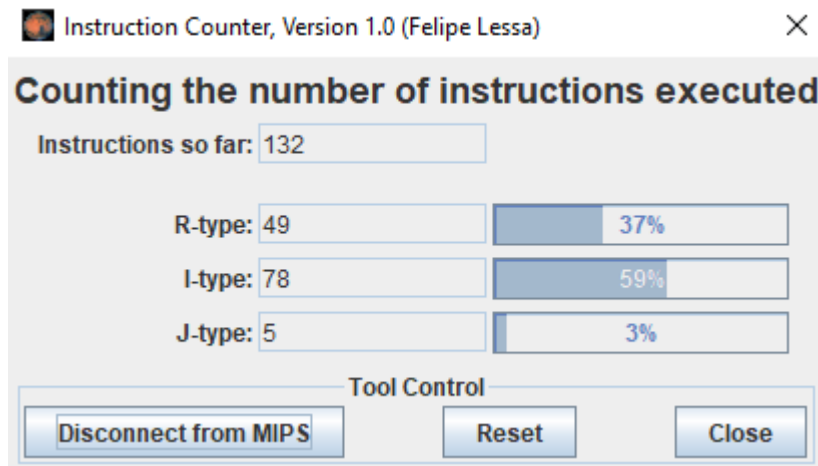 Instruction Counter, Version 1.0 (Felipe Lessa)
Counting the number of instructions executed
Instructions so far: 132
R-type: 49 37%
I-type: 78 59%
J-type: 5 3%
Tool Control
Disconnect from MIPS Reset Close